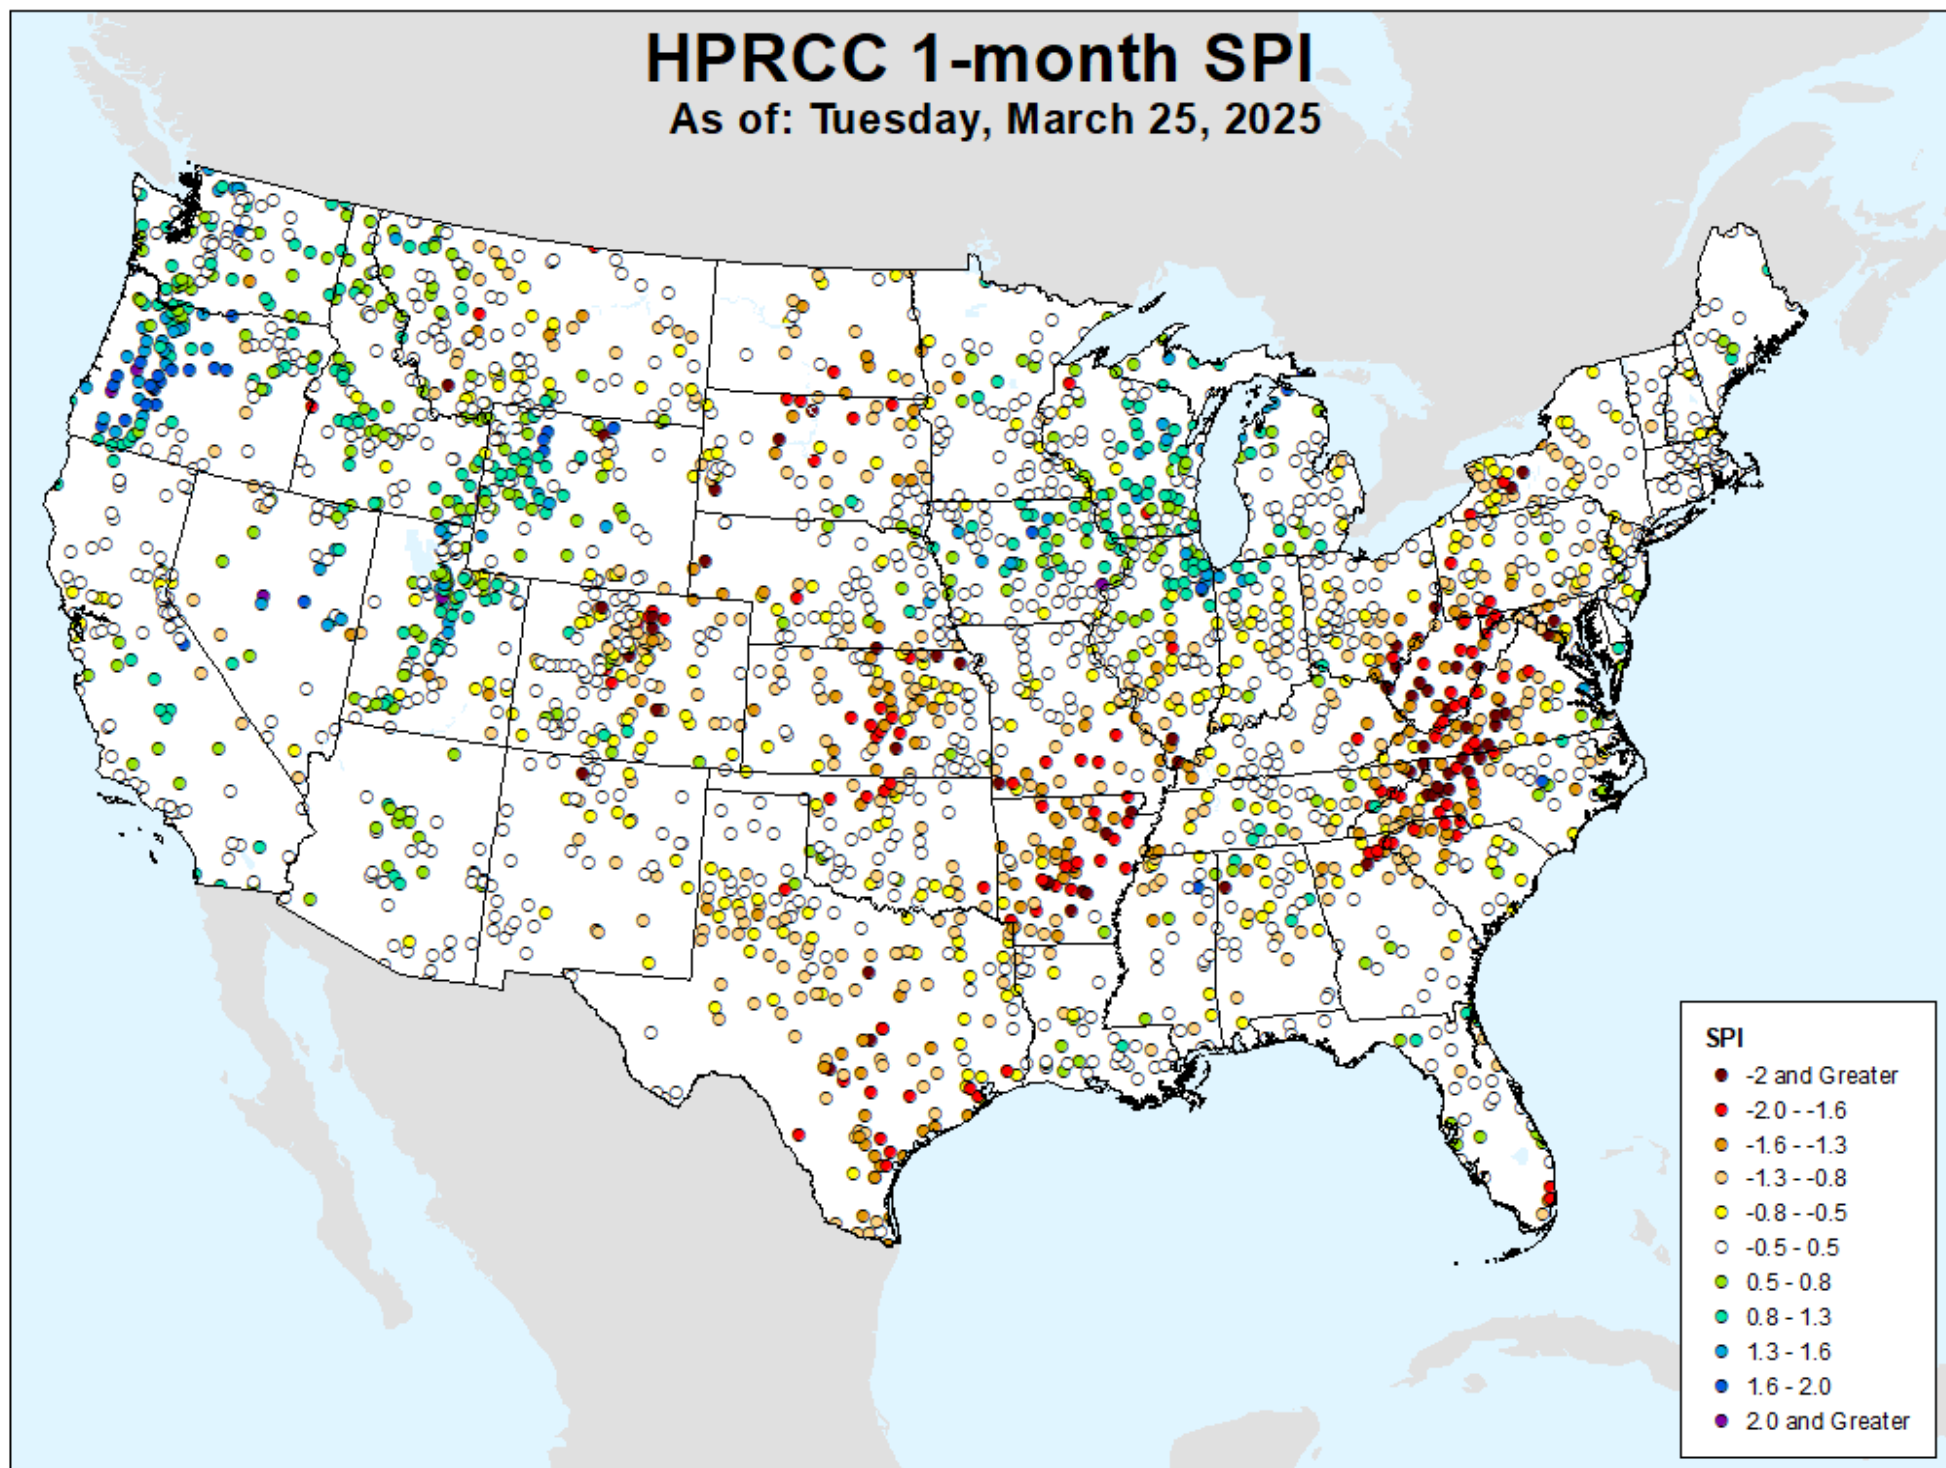 HPRCC 1-month SPI
As of: Tuesday, March 25, 2025
SPI
-2 and Greater
-2.0 - -1.6
-1.6 - -1.3
-1.3 - -0.8
-0.8 - -0.5
-0.5 - 0.5
0.5 - 0.8
0.8 - 1.3
1.3 - 1.6
1.6 - 2.0
2.0 and Greater